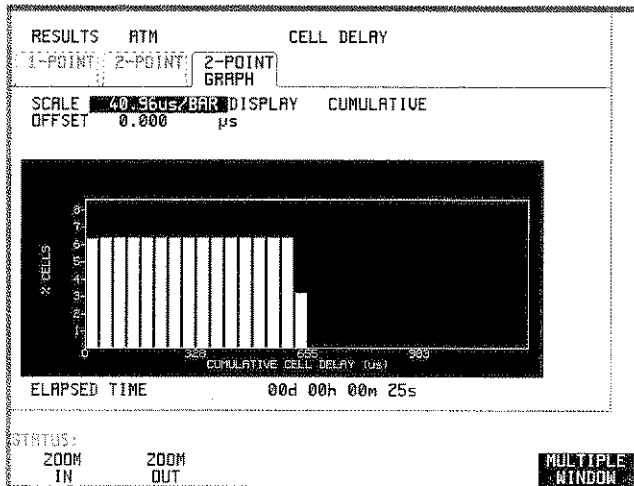 RESULTS ATM CELL DELAY
1-POINT 2-POINT 2-POINT GRAPH
SCALE 40.96us/BAR DISPLAY CUMULATIVE
OFFSET 0.000 µs
8
7
6
5
4
3
2
1
% CELLS
0 328 655 983
CUMULATIVE CELL DELAY (us)
ELAPSED TIME 00d 00h 00m 25s
STATUS:
ZOOM IN ZOOM OUT MULTIPLE WINDOW